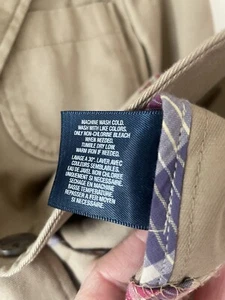 MACHINE WASH COLD.
WASH WITH LIKE COLORS.
ONLY NON-CHLORINE BLEACH
WHEN NEEDED.
TUMBLE DRY LOW.
WARM IRON IF NEEDED.
LAVAGE A 30°. LAVER AVEC
COULEURS SEMBLABLES.
EAU DE JAVEL NON CHLORÉE
UNIQUEMENT SI NÉCESSAIRE.
SECHAGE EN MACHINE
BASSE TEMPÉRATURE.
REPASSER A FER MOYEN
SI NECESSAIRE.